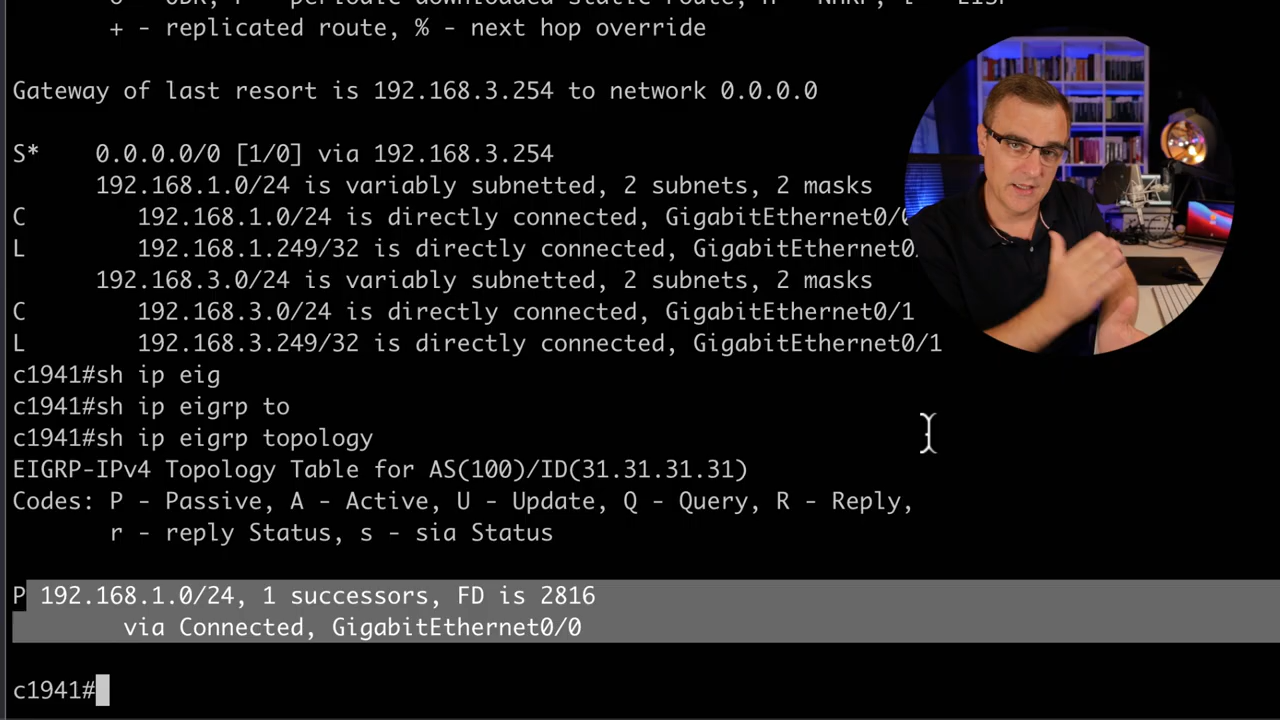 + - replicated route, % - next hop override
Gateway of last resort is 192.168.3.254 to network 0.0.0.0
S* 0.0.0.0/0 [1/0] via 192.168.3.254
192.168.1.0/24 is variably subnetted, 2 subnets, 2 masks
C 192.168.1.0/24 is directly connected, GigabitEthernet0/
L 192.168.1.249/32 is directly connected, GigabitEthernet0
192.168.3.0/24 is variably subnetted, 2 subnets, 2 masks
C 192.168.3.0/24 is directly connected, GigabitEthernet0/1
L 192.168.3.249/32 is directly connected, GigabitEthernet0/1
c1941#sh ip eig
c1941#sh ip eigrp to
c1941#sh ip eigrp topology
EIGRP-IPv4 Topology Table for AS(100)/ID(31.31.31.31)
Codes: P - Passive, A - Active, U - Update, Q - Query, R - Reply,
r - reply Status, s - sia Status
P 192.168.1.0/24, 1 successors, FD is 2816
via Connected, GigabitEthernet0/0
c1941#